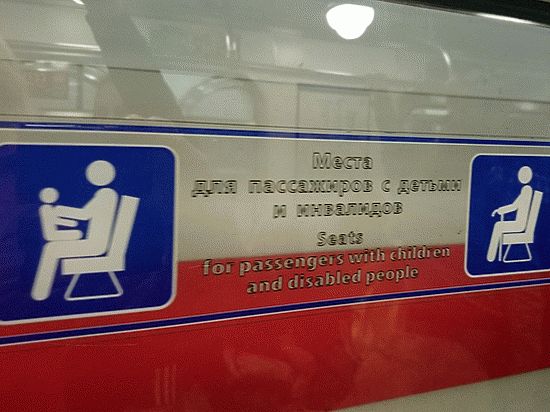 Места
для пассажиров с детьми
и инвалидов
Seats
for passengers with children
and disabled people